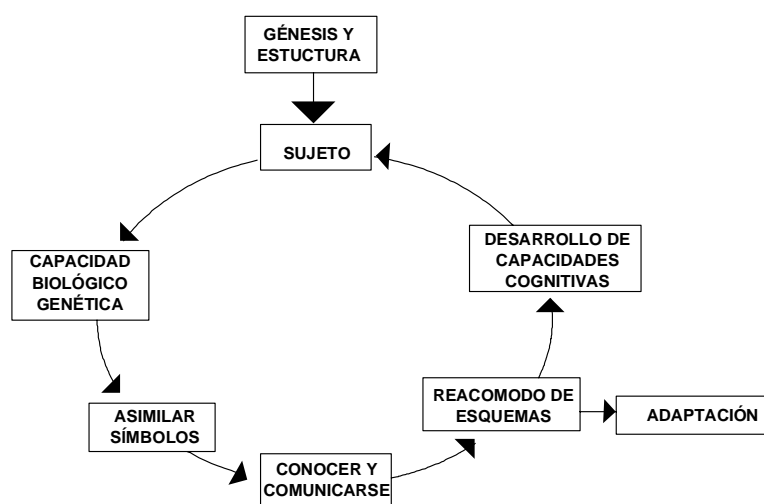 GÉNESIS Y
ESTUCTURA
SUJETO
CAPACIDAD
BIOLÓGICO
GENÉTICA
ASIMILAR
SÍMBOLOS
CONOCER Y
COMUNICARSE
REACOMODO DE
ESQUEMAS
ADAPTACIÓN
DESARROLLO DE
CAPACIDADES
COGNITIVAS